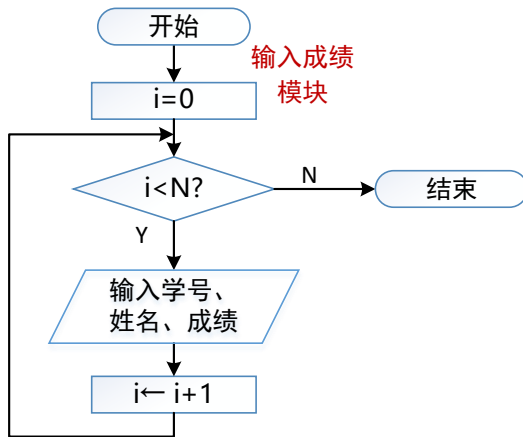 开始
输入成绩
模块
i=0
i<N?
N
结束
Y
输入学号、
姓名、成绩
i← i+1